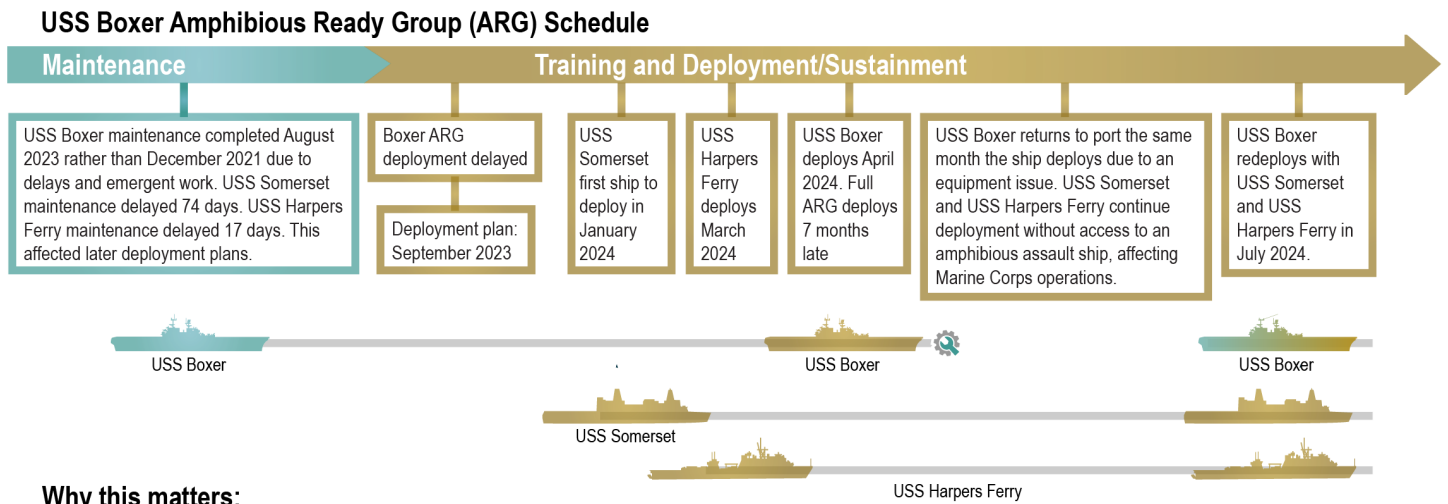 USS Boxer Amphibious Ready Group (ARG) Schedule
Maintenance
Training and Deployment/Sustainment
USS Boxer maintenance completed August
2023 rather than December 2021 due to
delays and emergent work. USS Somerset
maintenance delayed 74 days. USS Harpers
Ferry maintenance delayed 17 days. This
affected later deployment plans.
Boxer ARG
deployment delayed
Deployment plan:
September 2023
USS
Somerset
first ship to
deploy in
January
2024
USS
Harpers
Ferry
deploys
March
2024
USS Boxer
deploys April
2024. Full
ARG deploys
7 months
late
USS Boxer returns to port the same
month the ship deploys due to an
equipment issue. USS Somerset
and USS Harpers Ferry continue
deployment without access to an
amphibious assault ship, affecting
Marine Corps operations.
USS Boxer
redeploys with
USS Somerset
and USS
Harpers Ferry in
July 2024.
USS Boxer
USS Boxer
USS Boxer
USS Somerset
USS Harpers Ferry
Why this matters: